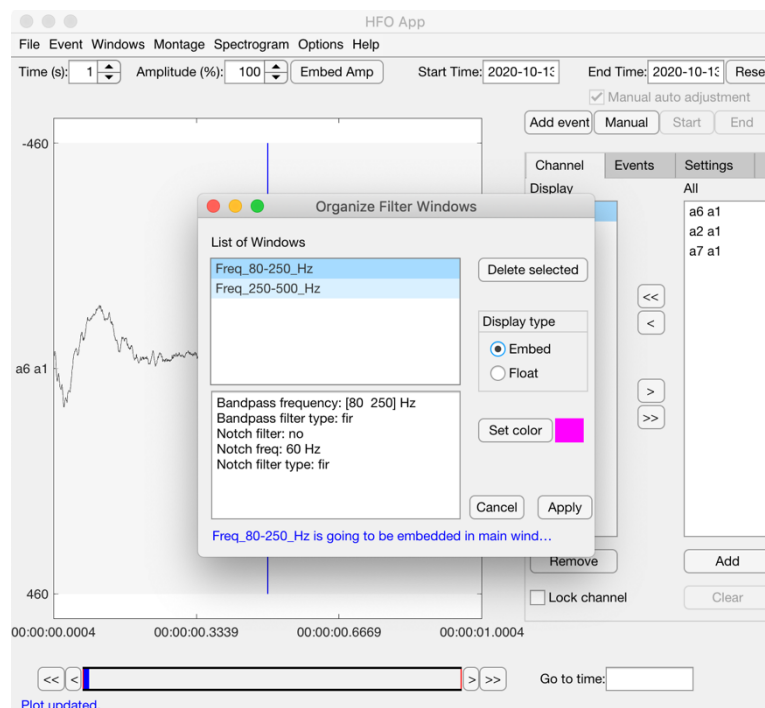 HFO App
File Event Windows Montage Spectrogram Options Help
Time (s): 1 Amplitude (%): 100 Embed Amp Start Time: 2020-10-13 End Time: 2020-10-13 Rese
Manual auto adjustment
Add event Manual Start End
-460
Channel Events Settings
Display All
Organize Filter Windows
a6 a1
a2 a1
a7 a1
List of Windows
Freq_80-250_Hz
Freq_250-500_Hz
Delete selected
<<
<
Display type
Embed
Float
a6 a1
>
>>
Bandpass frequency: [80 250] Hz
Bandpass filter type: fir
Notch filter: no
Notch freq: 60 Hz
Notch filter type: fir
Set color
Cancel Apply
Freq_80-250_Hz is going to be embedded in main wind…
Remove Add
460
Lock channel Clear
00:00:00.0004 00:00:00.3339 00:00:00.6669 00:00:01.0004
<< < > >> Go to time:
Plot updated